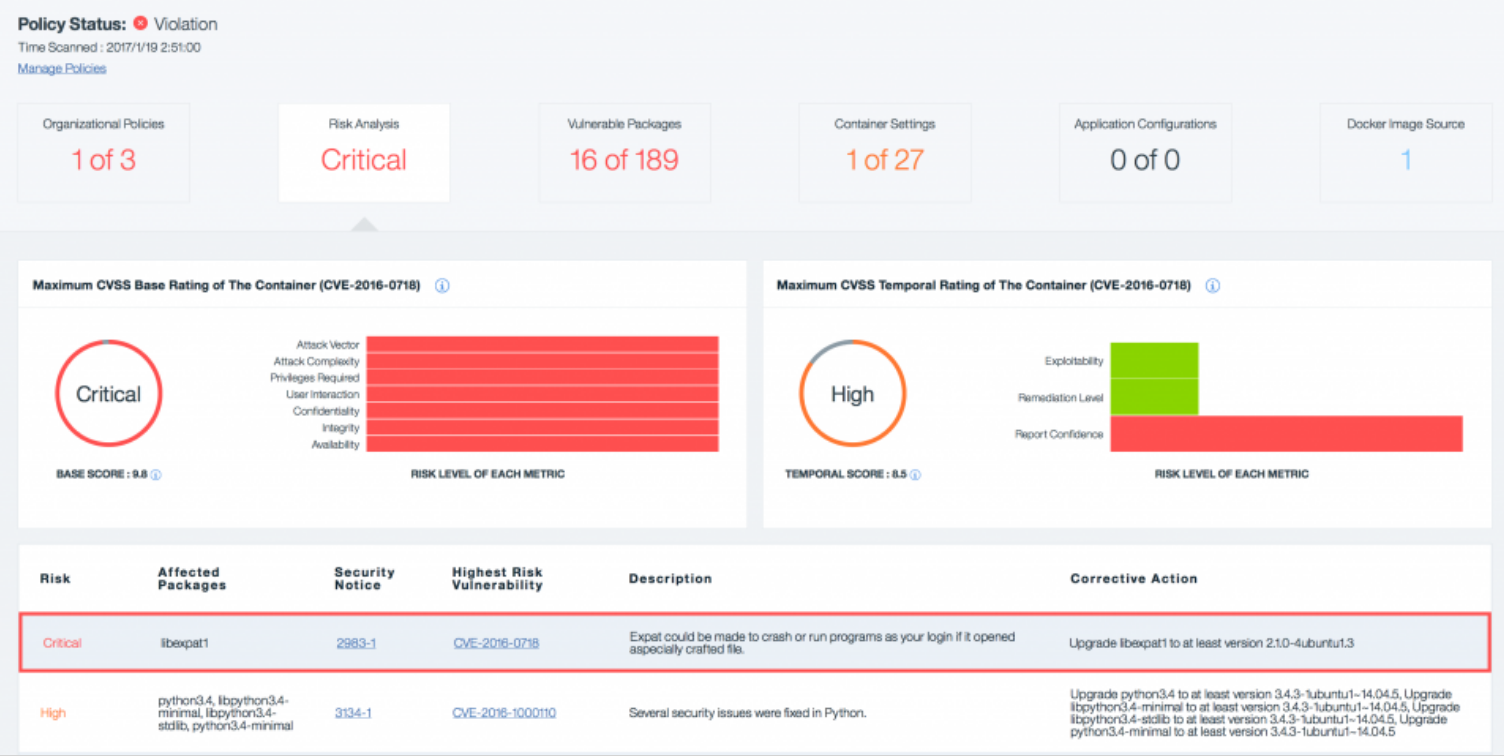 Policy Status: Violation
Time Scanned : 2017/1/19 2:51:00
Manage Policies
Organizational Policies
1 of 3
Risk Analysis
Critical
Vulnerable Packages
16 of 189
Container Settings
1 of 27
Application Configurations
0 of 0
Docker Image Source
1
Maximum CVSS Base Rating of The Container (CVE-2016-0718)
Critical
BASE SCORE : 9.8
Attack Vector
Attack Complexity
Privileges Required
User Interaction
Confidentiality
Integrity
Availability
RISK LEVEL OF EACH METRIC
Maximum CVSS Temporal Rating of The Container (CVE-2016-0718)
High
TEMPORAL SCORE : 8.5
Exploitability
Remediation Level
Report Confidence
RISK LEVEL OF EACH METRIC
Risk
Affected
Packages
Security
Notice
Highest Risk
Vulnerability
Description
Corrective Action
Critical
libexpat1
2983-1
CVE-2016-0718
Expat could be made to crash or run programs as your login if it opened
aspecially crafted file.
Upgrade libexpat1 to at least version 2.1.0-4ubuntu1.3
High
python3.4, libpython3.4-
minimal, libpython3.4-
stdlib, python3.4-minimal
3134-1
CVE-2016-1000110
Several security issues were fixed in Python.
Upgrade python3.4 to at least version 3.4.3-1ubuntu1~14.04.5, Upgrade
libpython3.4-minimal to at least version 3.4.3-1ubuntu1~14.04.5, Upgrade
libpython3.4-stdlib to at least version 3.4.3-1ubuntu1~14.04.5, Upgrade
python3.4-minimal to at least version 3.4.3-1ubuntu1~14.04.5